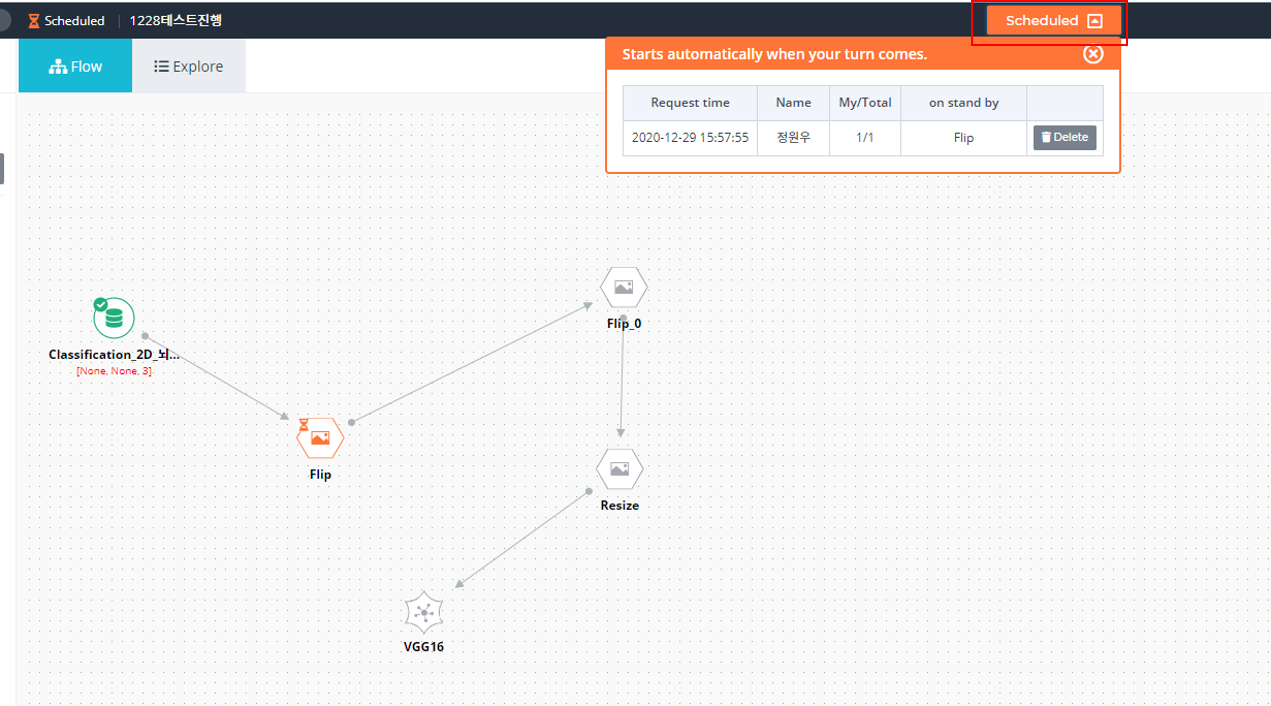 Scheduled 1228테스트진행 Scheduled
Flow Explore
Starts automatically when your turn comes.
Request time Name My/Total on stand by
2020-12-29 15:57:55 정원우 1/1 Flip Delete
Flip_0
Classification_2D_뇌...
[None, None, 3]
Flip
Resize
VGG16